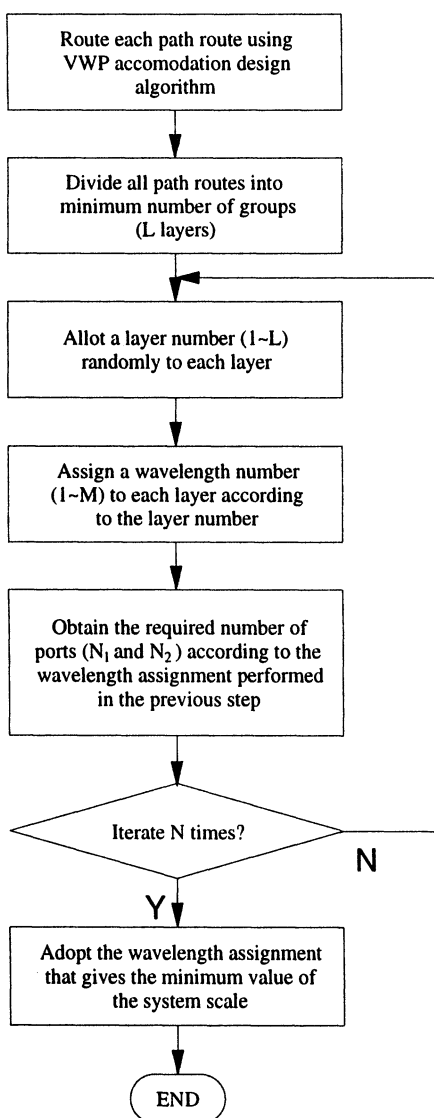 Route each path route using
VWP accomodation design
algorithm
Divide all path routes into
minimum number of groups
(L layers)
Allot a layer number (1~L)
randomly to each layer
Assign a wavelength number
(1~M) to each layer according
to the layer number
Obtain the required number of
ports (N₁ and N₂ ) according to the
wavelength assignment performed
in the previous step
Iterate N times?
N
Y
Adopt the wavelength assignment
that gives the minimum value of
the system scale
END